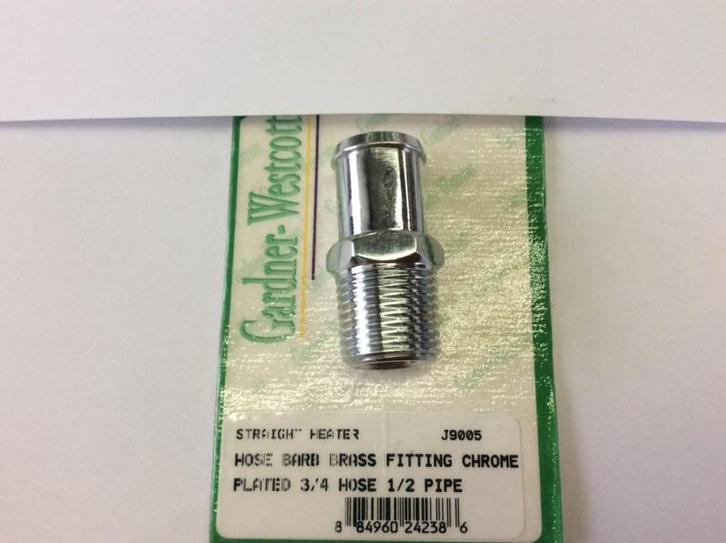 Gardner-Westcott
STRAIGHT HEATER J9005
HOSE BARB BRASS FITTING CHROME
PLATED 3/4 HOSE 1/2 PIPE
8 84960 24238 6